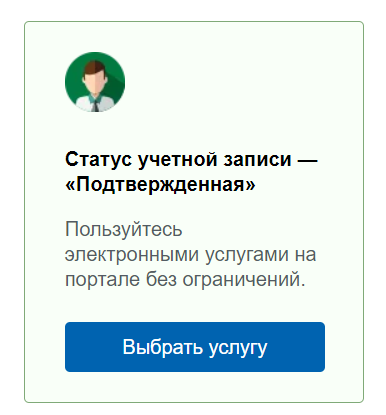 Статус учетной записи —
«Подтвержденная»
Пользуйтесь
электронными услугами на
портале без ограничений.
Выбрать услугу